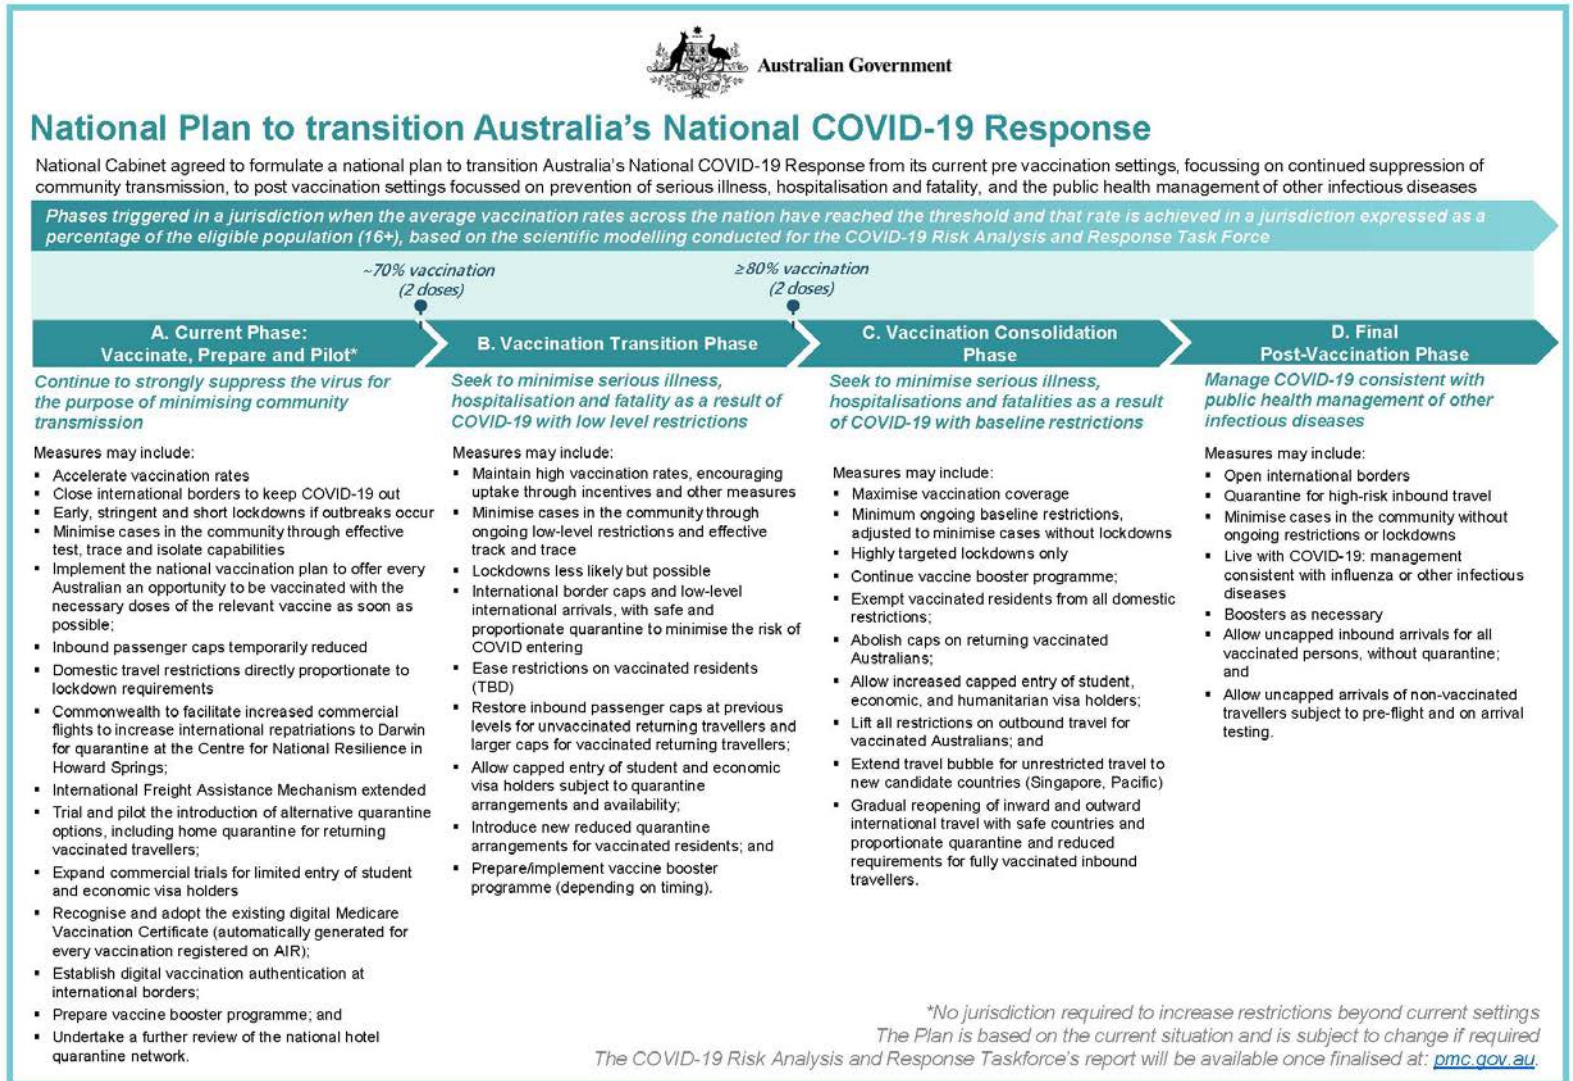 Australian Government
National Plan to transition Australia's National COVID-19 Response
National Cabinet agreed to formulate a national plan to transition Australia's National COVID-19 Response from its current pre vaccination settings, focussing on continued suppression of
community transmission, to post vaccination settings focussed on prevention of serious illness, hospitalisation and fatality, and the public health management of other infectious diseases
Phases triggered in a jurisdiction when the average vaccination rates across the nation have reached the threshold and that rate is achieved in a jurisdiction expressed as a
percentage of the eligible population (16+), based on the scientific modelling conducted for the COVID-19 Risk Analysis and Response Task Force
~70% vaccination
(2 doses)
≥80% vaccination
(2 doses)
A. Current Phase:
Vaccinate, Prepare and Pilot*
Continue to strongly suppress the virus for
the purpose of minimising community
transmission
Measures may include:
▪ Accelerate vaccination rates
▪ Close international borders to keep COVID-19 out
▪ Early, stringent and short lockdowns if outbreaks occur
▪ Minimise cases in the community through effective
test, trace and isolate capabilities
▪ Implement the national vaccination plan to offer every
Australian an opportunity to be vaccinated with the
necessary doses of the relevant vaccine as soon as
possible;
▪ Inbound passenger caps temporarily reduced
▪ Domestic travel restrictions directly proportionate to
lockdown requirements
▪ Commonwealth to facilitate increased commercial
flights to increase international repatriations to Darwin
for quarantine at the Centre for National Resilience in
Howard Springs;
▪ International Freight Assistance Mechanism extended
▪ Trial and pilot the introduction of alternative quarantine
options, including home quarantine for returning
vaccinated travellers;
▪ Expand commercial trials for limited entry of student
and economic visa holders
▪ Recognise and adopt the existing digital Medicare
Vaccination Certificate (automatically generated for
every vaccination registered on AIR);
▪ Establish digital vaccination authentication at
international borders;
▪ Prepare vaccine booster programme; and
▪ Undertake a further review of the national hotel
quarantine network.
B. Vaccination Transition Phase
Seek to minimise serious illness,
hospitalisation and fatality as a result of
COVID-19 with low level restrictions
Measures may include:
▪ Maintain high vaccination rates, encouraging
uptake through incentives and other measures
▪ Minimise cases in the community through
ongoing low-level restrictions and effective
track and trace
▪ Lockdowns less likely but possible
▪ International border caps and low-level
international arrivals, with safe and
proportionate quarantine to minimise the risk of
COVID entering
▪ Ease restrictions on vaccinated residents
(TBD)
▪ Restore inbound passenger caps at previous
levels for unvaccinated returning travellers and
larger caps for vaccinated returning travellers;
▪ Allow capped entry of student and economic
visa holders subject to quarantine
arrangements and availability;
▪ Introduce new reduced quarantine
arrangements for vaccinated residents; and
▪ Prepare/implement vaccine booster
programme (depending on timing).
C. Vaccination Consolidation
Phase
Seek to minimise serious illness,
hospitalisations and fatalities as a result
of COVID-19 with baseline restrictions
Measures may include:
▪ Maximise vaccination coverage
▪ Minimum ongoing baseline restrictions,
adjusted to minimise cases without lockdowns
▪ Highly targeted lockdowns only
▪ Continue vaccine booster programme;
▪ Exempt vaccinated residents from all domestic
restrictions;
▪ Abolish caps on returning vaccinated
Australians;
▪ Allow increased capped entry of student,
economic, and humanitarian visa holders;
▪ Lift all restrictions on outbound travel for
vaccinated Australians; and
▪ Extend travel bubble for unrestricted travel to
new candidate countries (Singapore, Pacific)
▪ Gradual reopening of inward and outward
international travel with safe countries and
proportionate quarantine and reduced
requirements for fully vaccinated inbound
travellers.
D. Final
Post-Vaccination Phase
Manage COVID-19 consistent with
public health management of other
infectious diseases
Measures may include:
▪ Open international borders
▪ Quarantine for high-risk inbound travel
▪ Minimise cases in the community without
ongoing restrictions or lockdowns
▪ Live with COVID-19: management
consistent with influenza or other infectious
diseases
▪ Boosters as necessary
▪ Allow uncapped inbound arrivals for all
vaccinated persons, without quarantine;
and
▪ Allow uncapped arrivals of non-vaccinated
travellers subject to pre-flight and on arrival
testing.
*No jurisdiction required to increase restrictions beyond current settings
The Plan is based on the current situation and is subject to change if required
The COVID-19 Risk Analysis and Response Taskforce's report will be available once finalised at: pmc.gov.au.